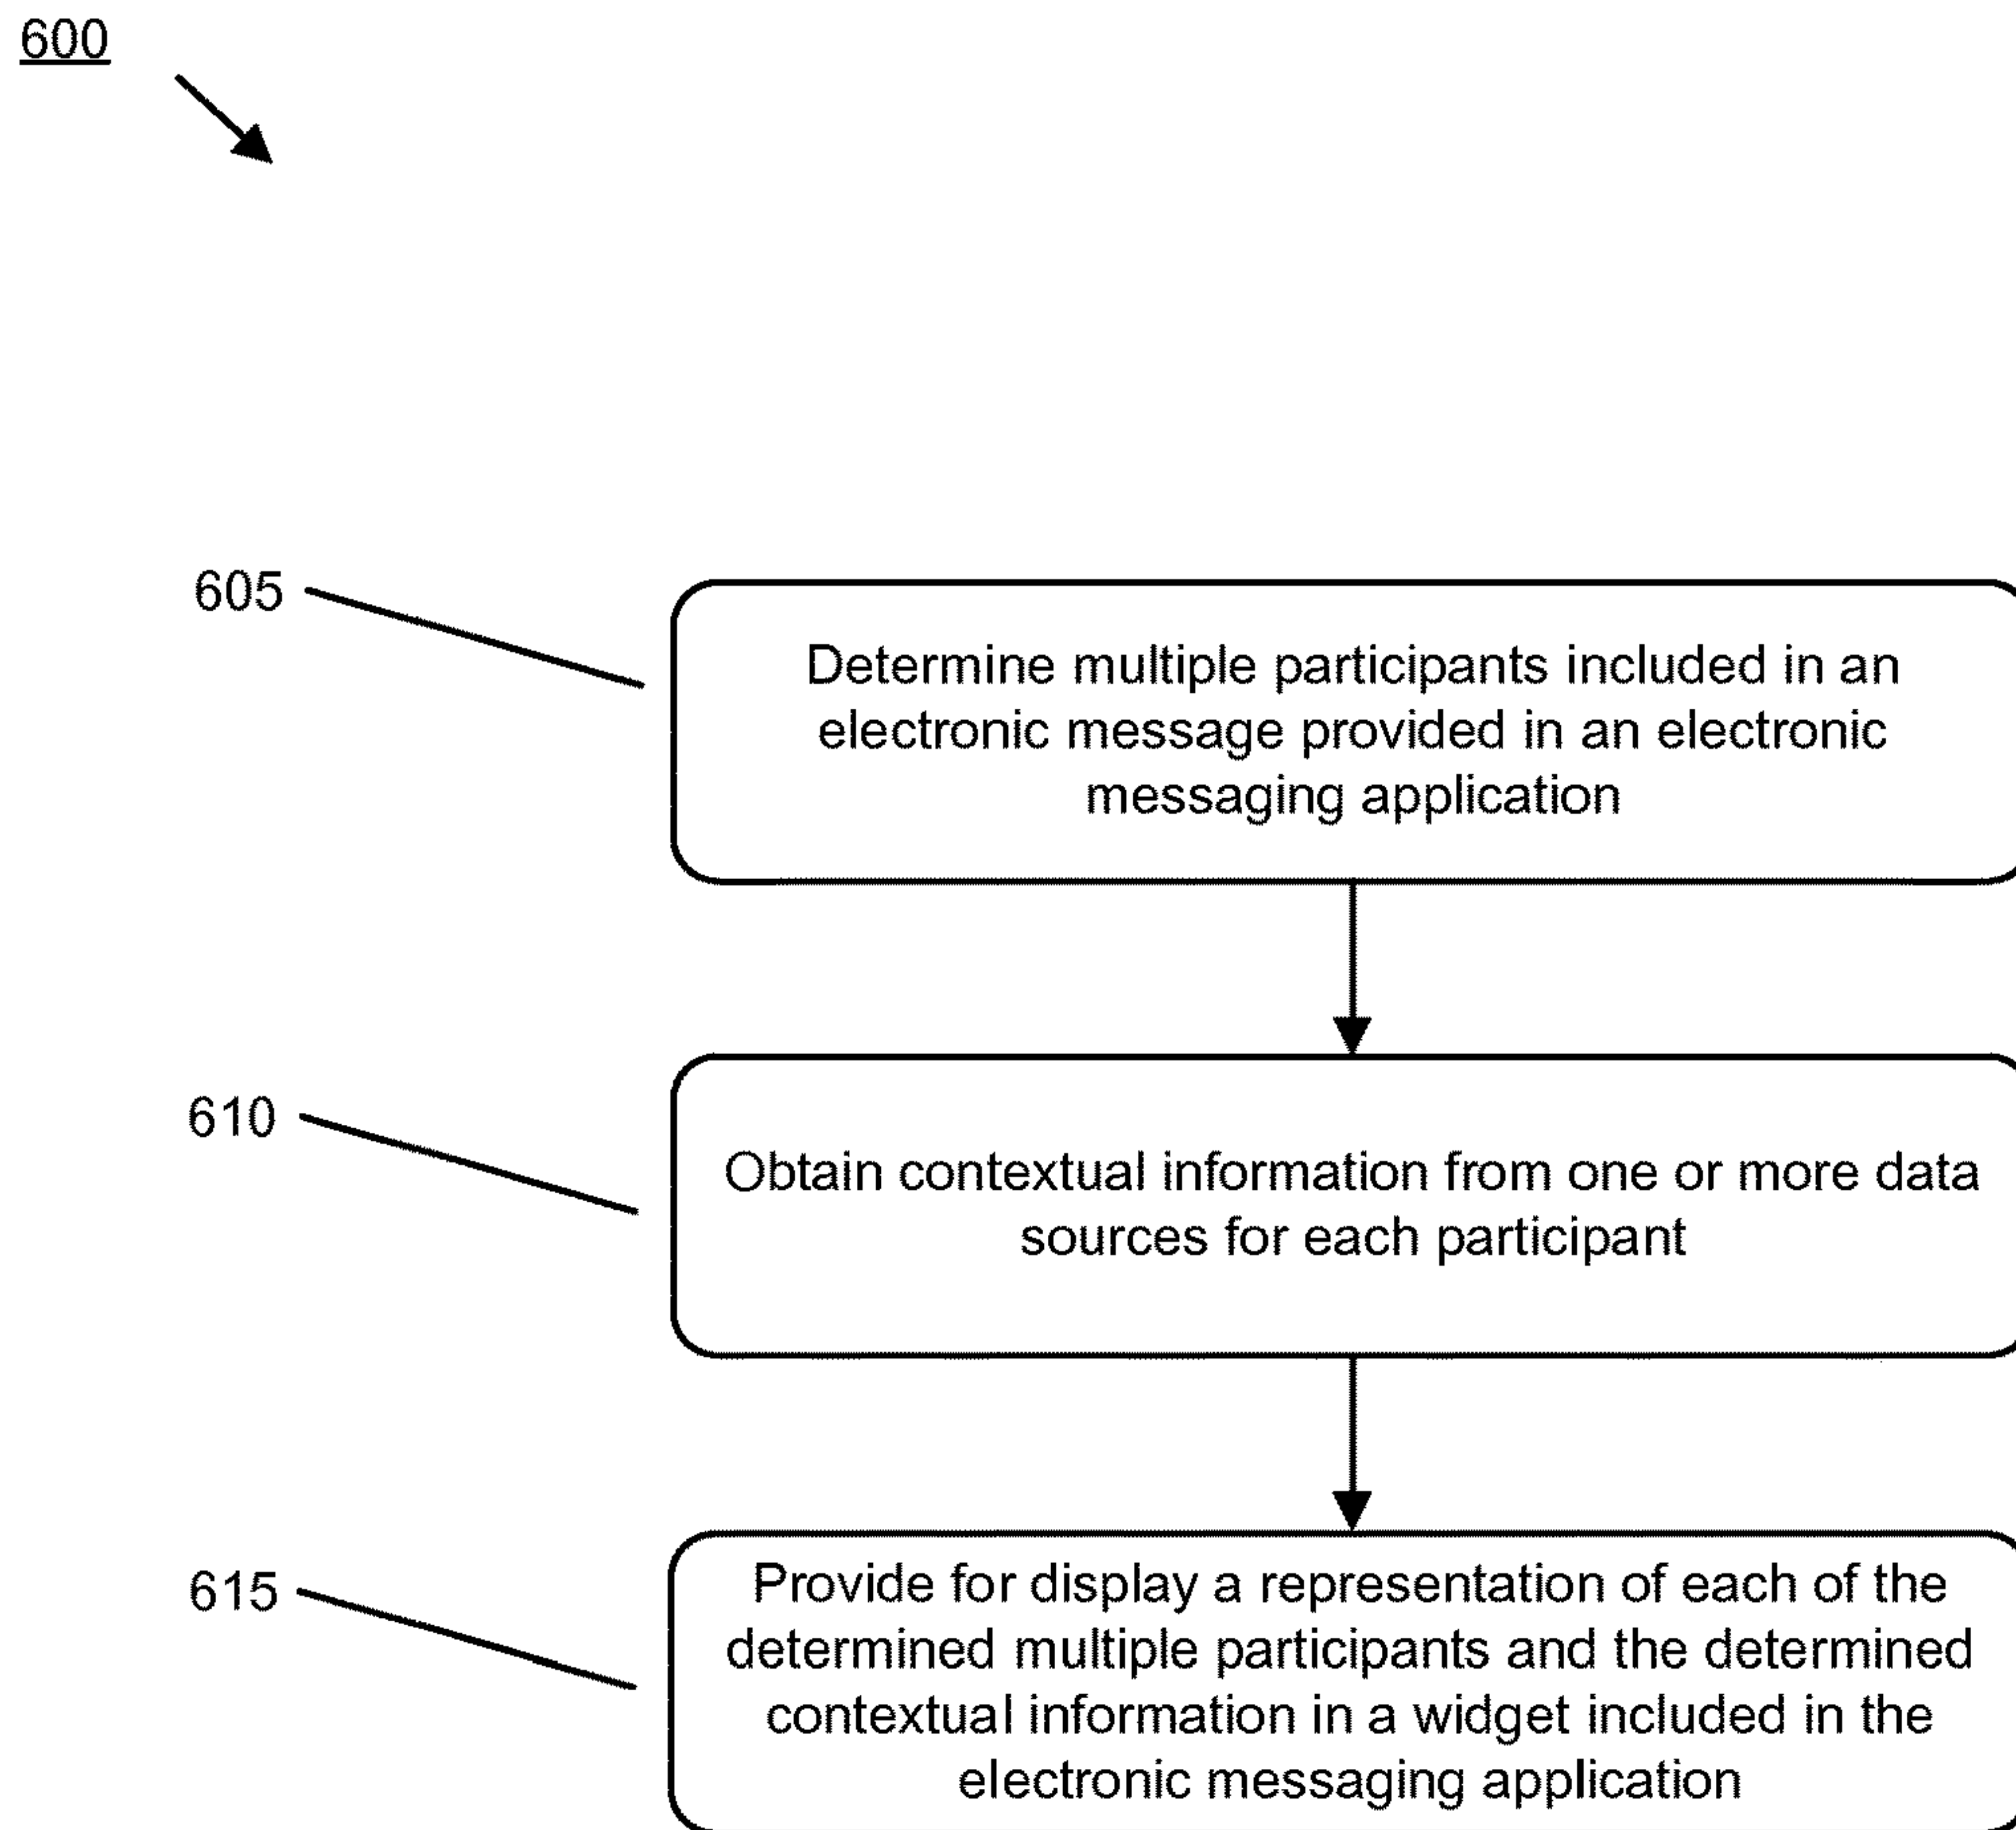 600
605
Determine multiple participants included in an
electronic message provided in an electronic
messaging application
610
Obtain contextual information from one or more data
sources for each participant
615
Provide for display a representation of each of the
determined multiple participants and the determined
contextual information in a widget included in the
electronic messaging application